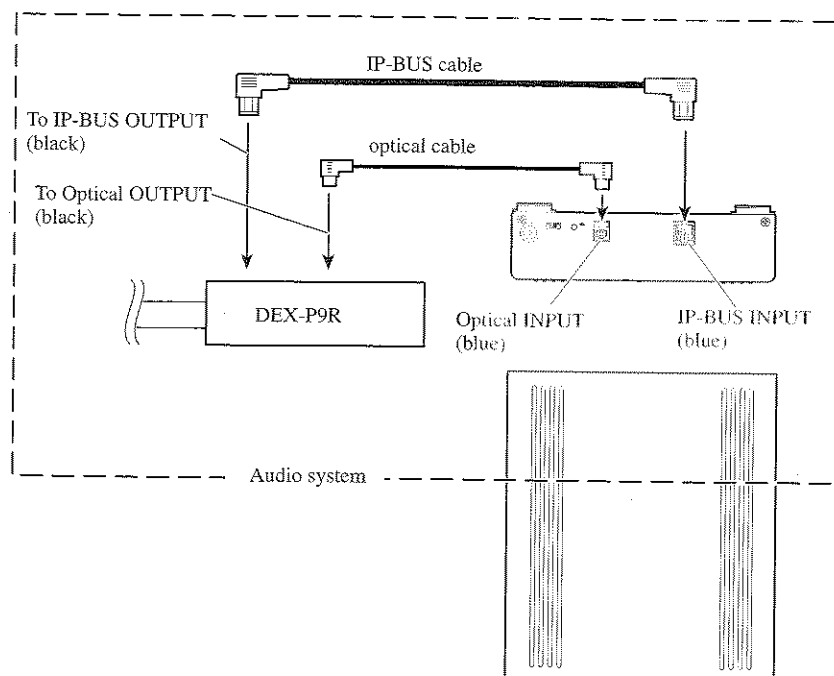 IP-BUS cable
To IP-BUS OUTPUT
(black)
optical cable
To Optical OUTPUT
(black)
DEX-P9R
Optical INPUT
(blue)
IP-BUS INPUT
(blue)
Audio system